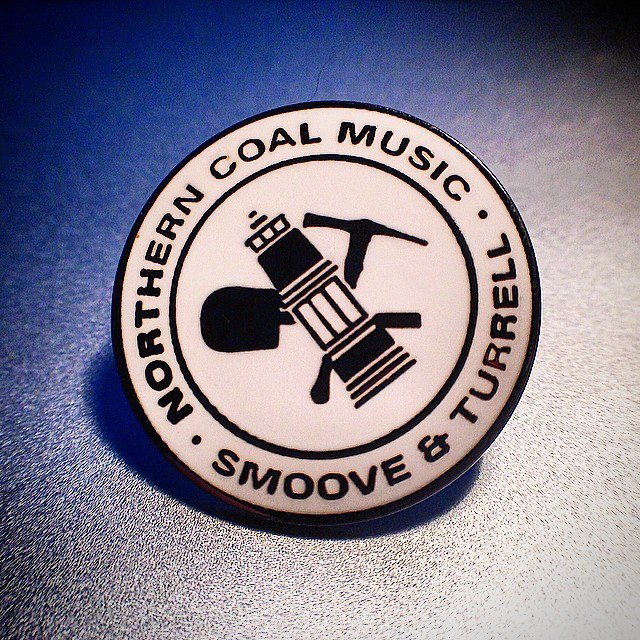 NORTHERN COAL MUSIC •
SMOOVE & TURRELL •